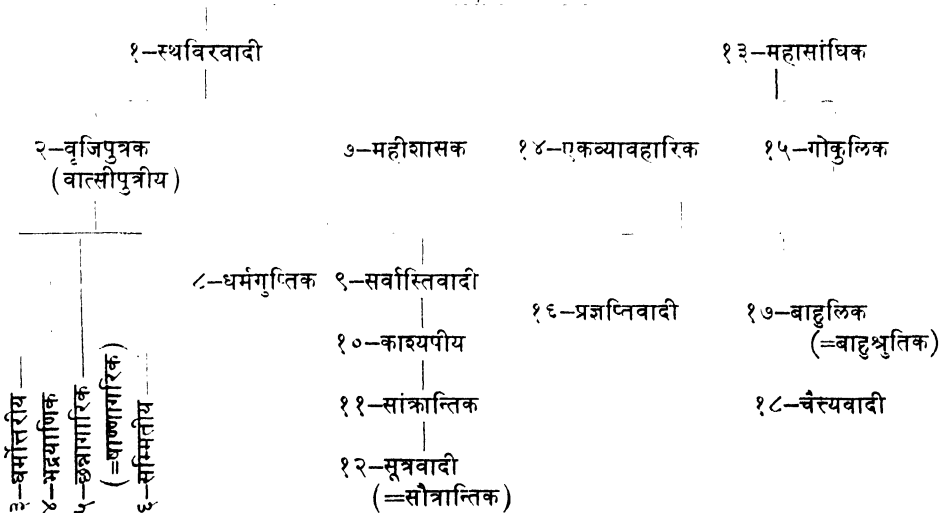 १–स्थविरवादी
१३–महासांघिक
२–वृजिपुत्रक
(वात्सीपुत्रीय)
७–महीशासक
१४–एकव्यावहारिक
१५–गोकुलिक
८–धर्मगुप्तिक
९–सर्वास्तिवादी
१६–प्रज्ञप्तिवादी
१७–बाहुलिक
(=बाहुश्रुतिक)
१०–काश्यपीय
११–सांक्रान्तिक
१८–चैत्यवादी
१२–सूत्रवादी
(=सौत्रान्तिक)
३–धर्मोत्तरीय
४–भद्रयाणिक
५–छन्नागारिक
(=षाण्णागरिक)
६–सम्मितीय